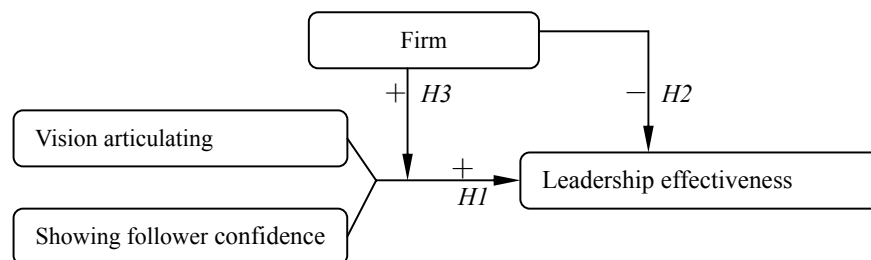 Firm
+ H3
− H2
Vision articulating
+
H1
Leadership effectiveness
Showing follower confidence